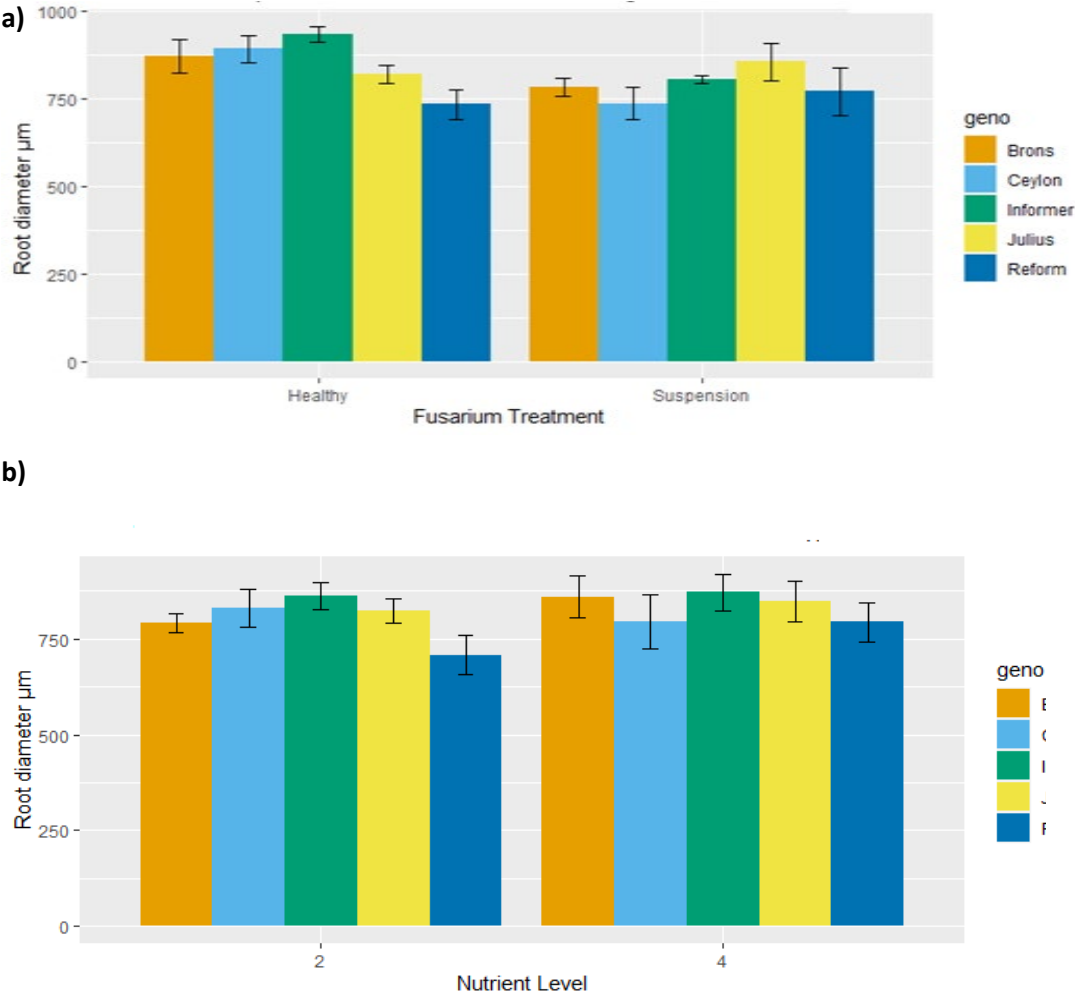 a)
1000
750
500
250
0
Root diameter µm
Healthy
Suspension
Fusarium Treatment
geno
Brons
Ceylon
Informer
Julius
Reform
b)
750
500
250
0
Root diameter µm
2
4
Nutrient Level
geno